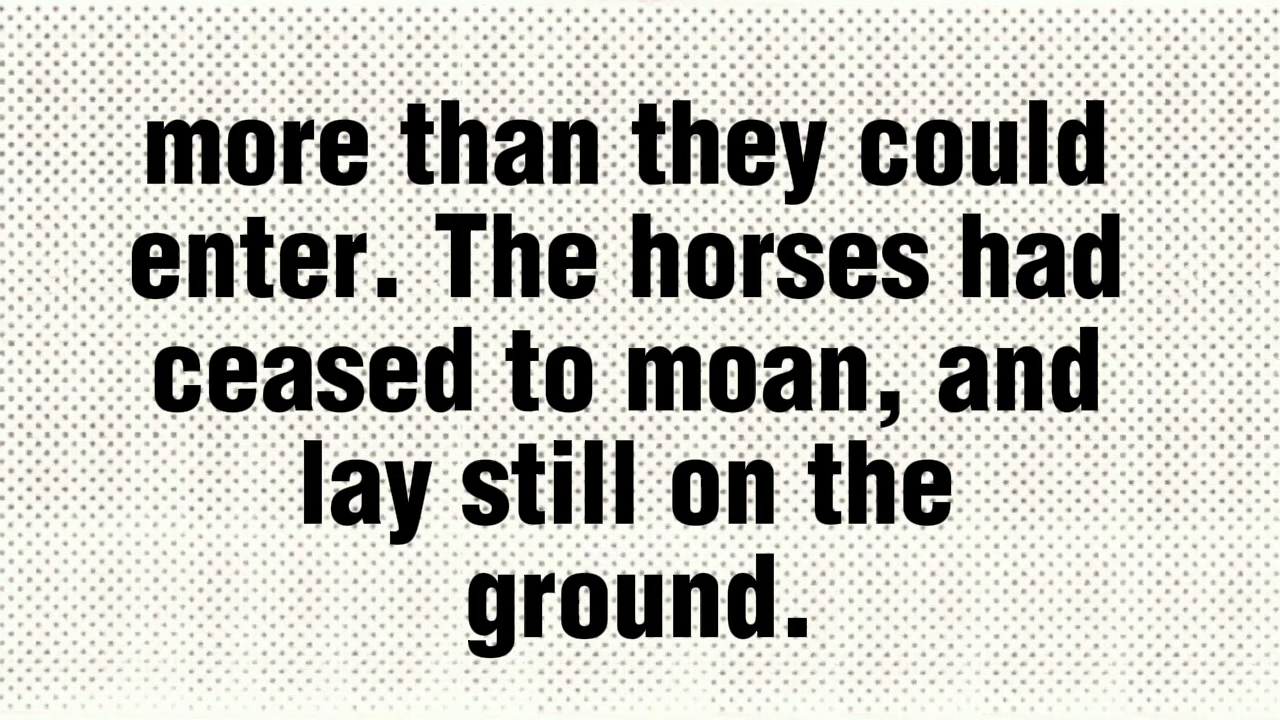 more than they could
enter. The horses had
ceased to moan, and
lay still on the
ground.